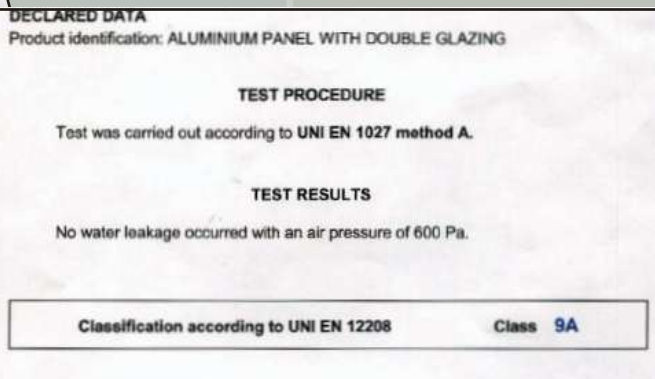 DECLARED DATA
Product identification: ALUMINIUM PANEL WITH DOUBLE GLAZING
TEST PROCEDURE
Test was carried out according to UNI EN 1027 method A.
TEST RESULTS
No water leakage occurred with an air pressure of 600 Pa.
Classification according to UNI EN 12208 Class 9A